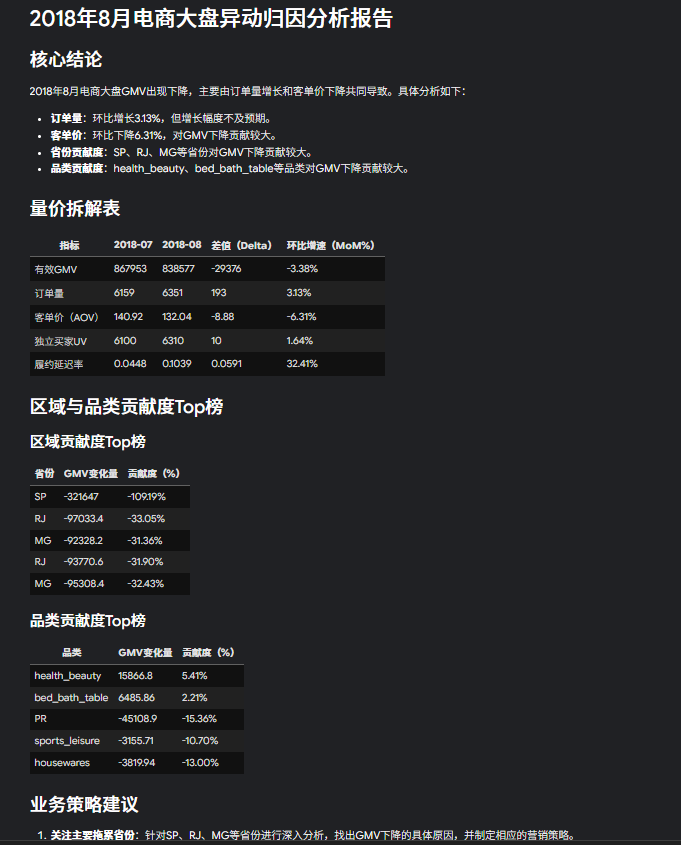 2018年8月电商大盘异动归因分析报告
核心结论
2018年8月电商大盘GMV出现下降，主要由订单量增长和客单价下降共同导致。具体分析如下：
• 订单量：环比增长3.13%，但增长幅度不及预期。
• 客单价：环比下降6.31%，对GMV下降贡献较大。
• 省份贡献度：SP、RJ、MG等省份对GMV下降贡献较大。
• 品类贡献度：health_beauty、bed_bath_table等品类对GMV下降贡献较大。
量价拆解表
指标 2018-07 2018-08 差值（Delta） 环比增速（MoM%）
有效GMV 867953 838577 -29376 -3.38%
订单量 6159 6351 193 3.13%
客单价（AOV） 140.92 132.04 -8.88 -6.31%
独立买家UV 6100 6310 10 1.64%
履约延迟率 0.0448 0.1039 0.0591 32.41%
区域与品类贡献度Top榜
区域贡献度Top榜
省份 GMV变化量 贡献度（%）
SP -321647 -109.19%
RJ -97033.4 -33.05%
MG -92328.2 -31.36%
RJ -93770.6 -31.90%
MG -95308.4 -32.43%
品类贡献度Top榜
品类 GMV变化量 贡献度（%）
health_beauty 15866.8 5.41%
bed_bath_table 6485.86 2.21%
PR -45108.9 -15.36%
sports_leisure -3155.71 -10.70%
housewares -3819.94 -13.00%
业务策略建议
1. 关注主要拖累省份：针对SP、RJ、MG等省份进行深入分析，找出GMV下降的具体原因，并制定相应的营销策略。